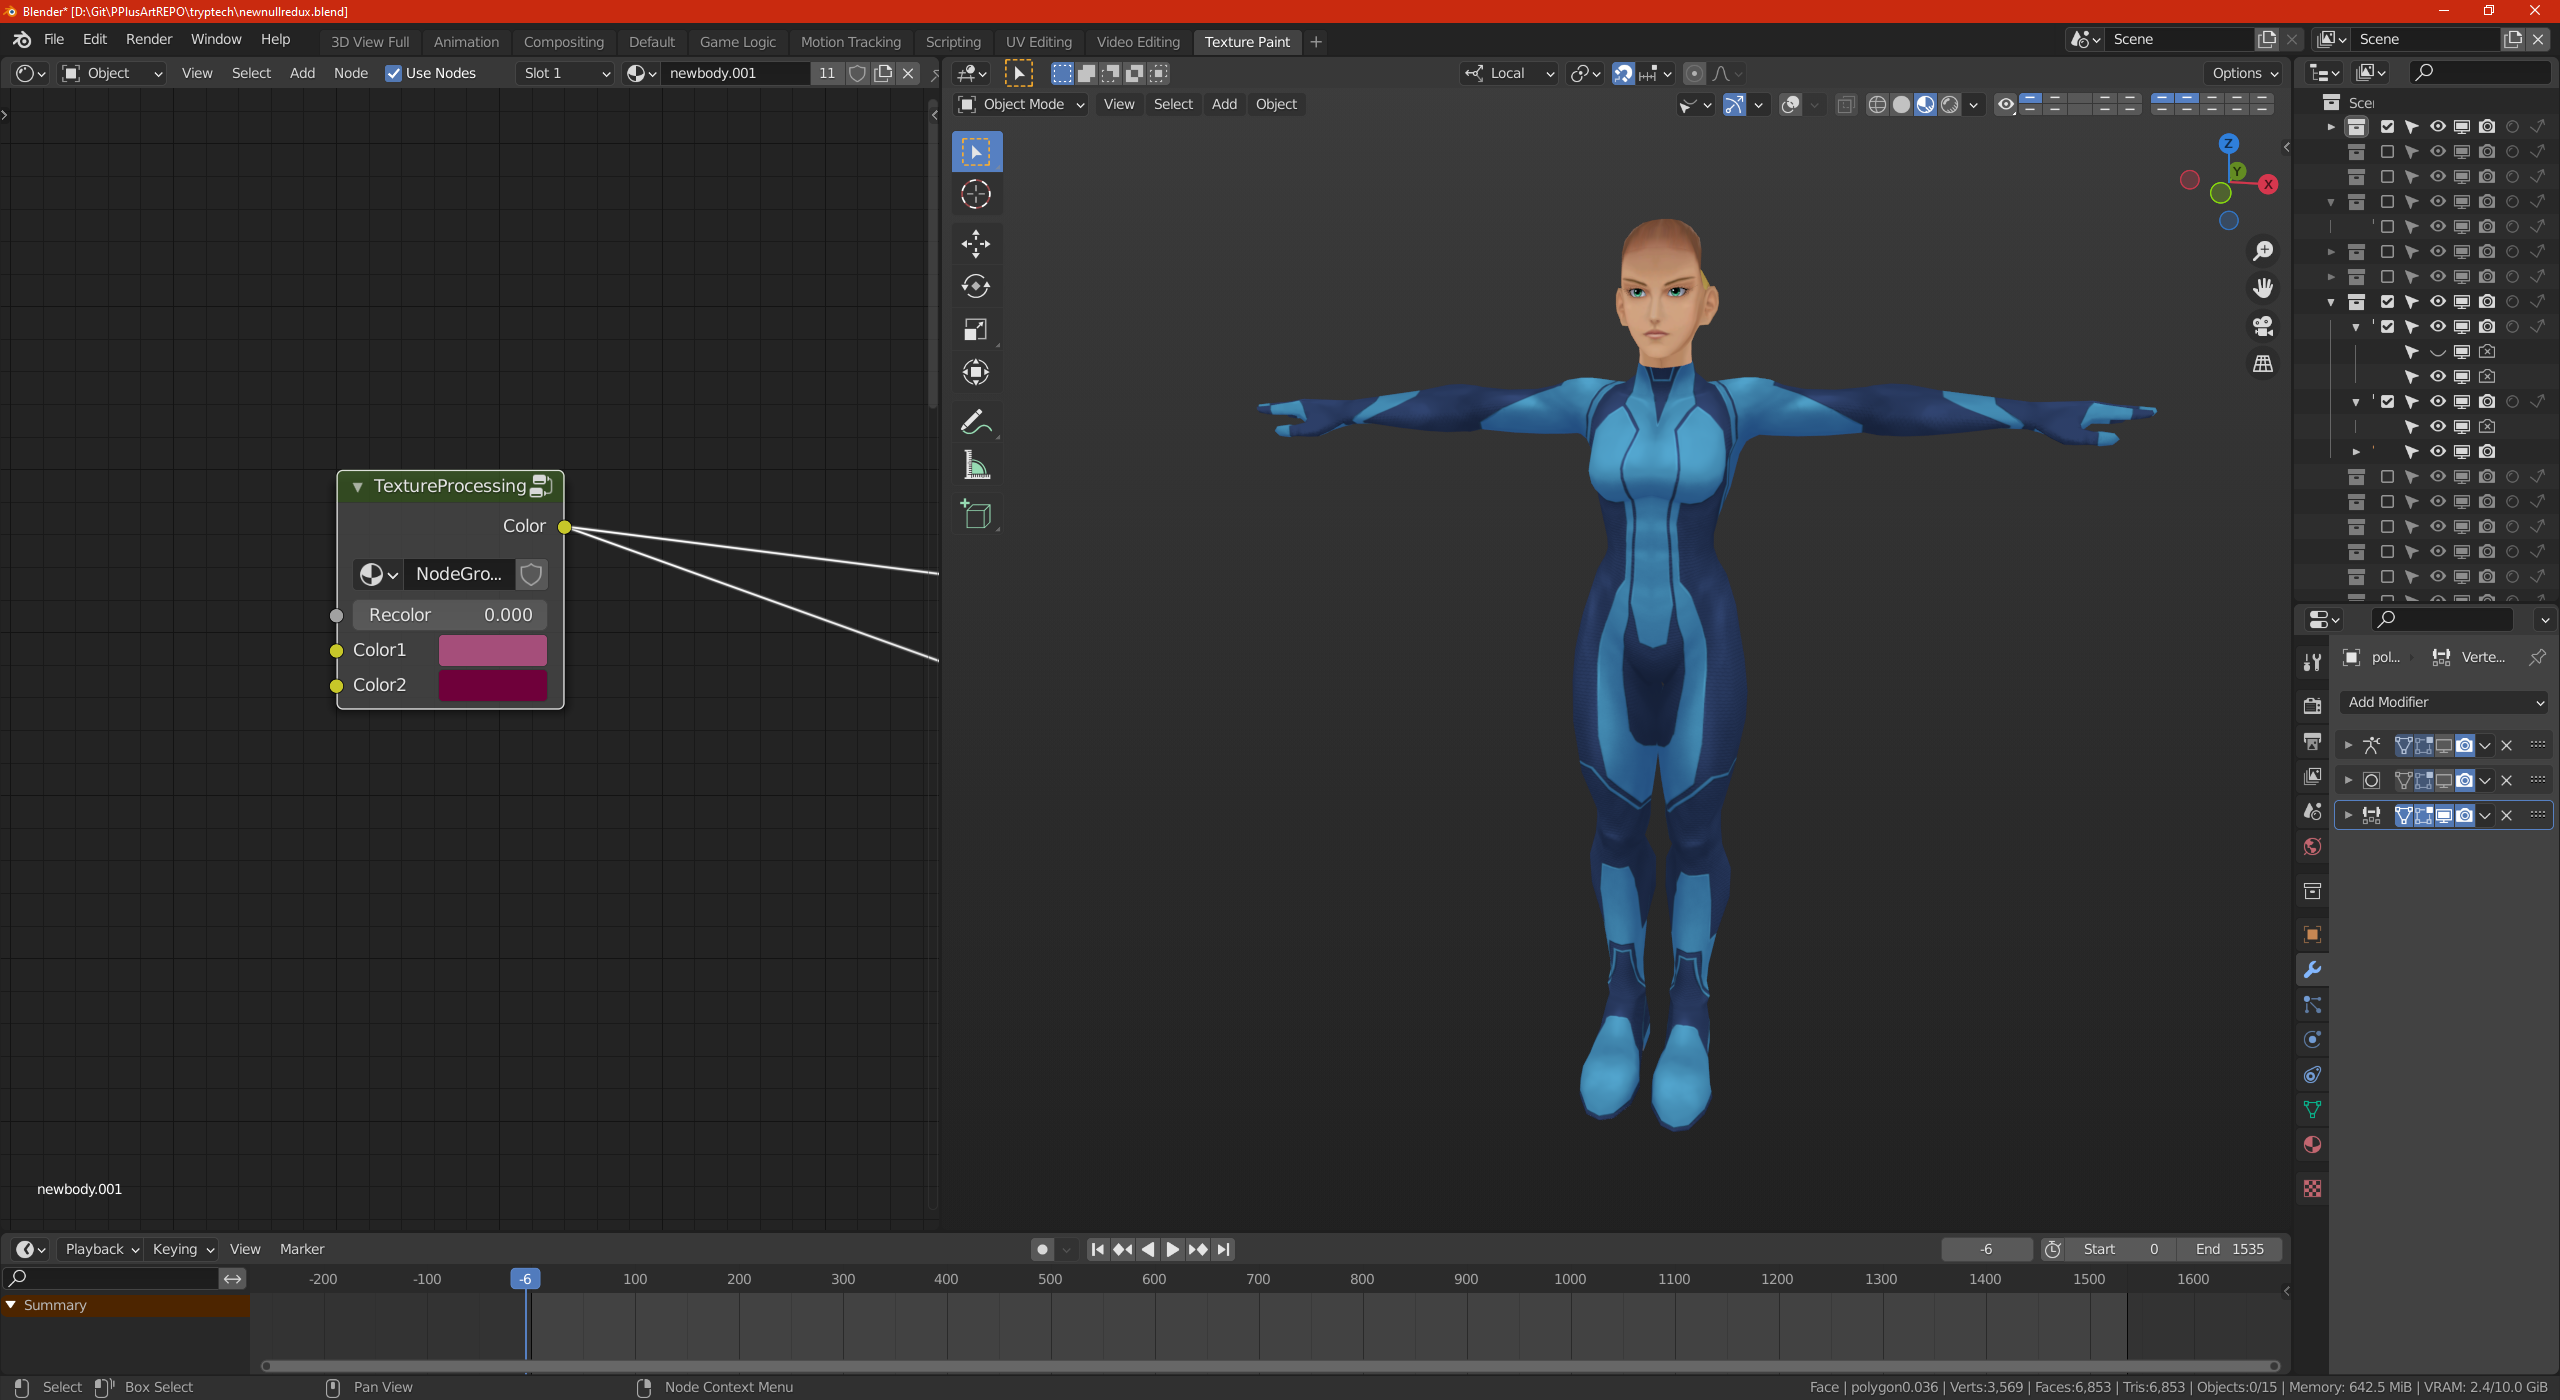 Blender* [D:\Git\PPlusArtREPO\tryptech\newnullredux.blend]
File Edit Render Window Help 3D View Full Animation Compositing Default Game Logic Motion Tracking Scripting UV Editing Video Editing Texture Paint + Scene Scene
Object View Select Add Node Use Nodes Slot 1 newbody.001 11 Local Options
Object Mode View Select Add Object
Scer
Z
Y
X
TextureProcessing
Color
NodeGro...
Recolor 0.000
Color1
Color2
pol... Verte...
Add Modifier
newbody.001
Playback Keying View Marker -6 Start 0 End 1535
-200 -100 -6 100 200 300 400 500 600 700 800 900 1000 1100 1200 1300 1400 1500 1600
Summary
Select Box Select Pan View Node Context Menu Face | polygon0.036 | Verts:3,569 | Faces:6,853 | Tris:6,853 | Objects:0/15 | Memory: 642.5 MiB | VRAM: 2.4/10.0 GiB